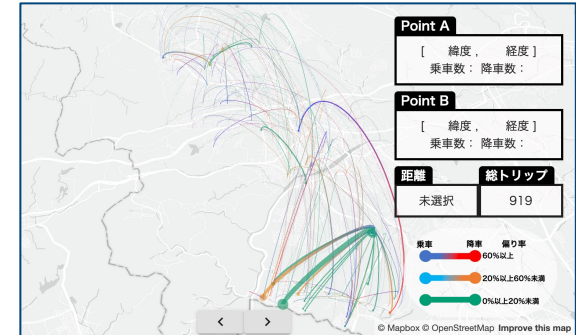 Point A
[ 緯度 , 経度 ]
乗車数： 降車数：
Point B
[ 緯度 , 経度 ]
乗車数： 降車数：
距離 総トリップ
未選択 919
乗車 降車 偏り率
60%以上
20%以上60%未満
0%以上20%未満
© Mapbox © OpenStreetMap Improve this map